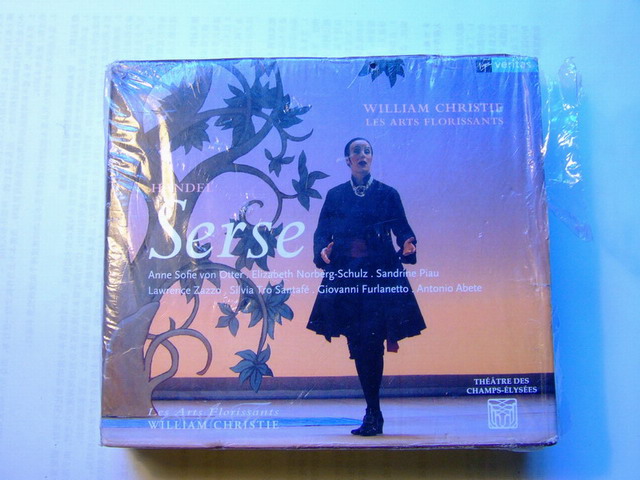 veritas
WILLIAM CHRISTIE
LES ARTS FLORISSANTS
HANDEL
Serse
Anne Sofie von Otter . Elizabeth Norberg-Schulz . Sandrine Piau
Lawrence Zazzo . Silvia Tro Santafé . Giovanni Furlanetto . Antonio Abete
THÉÂTRE DES
CHAMPS-ÉLYSÉES
Les Arts Florissants
WILLIAM CHRISTIE